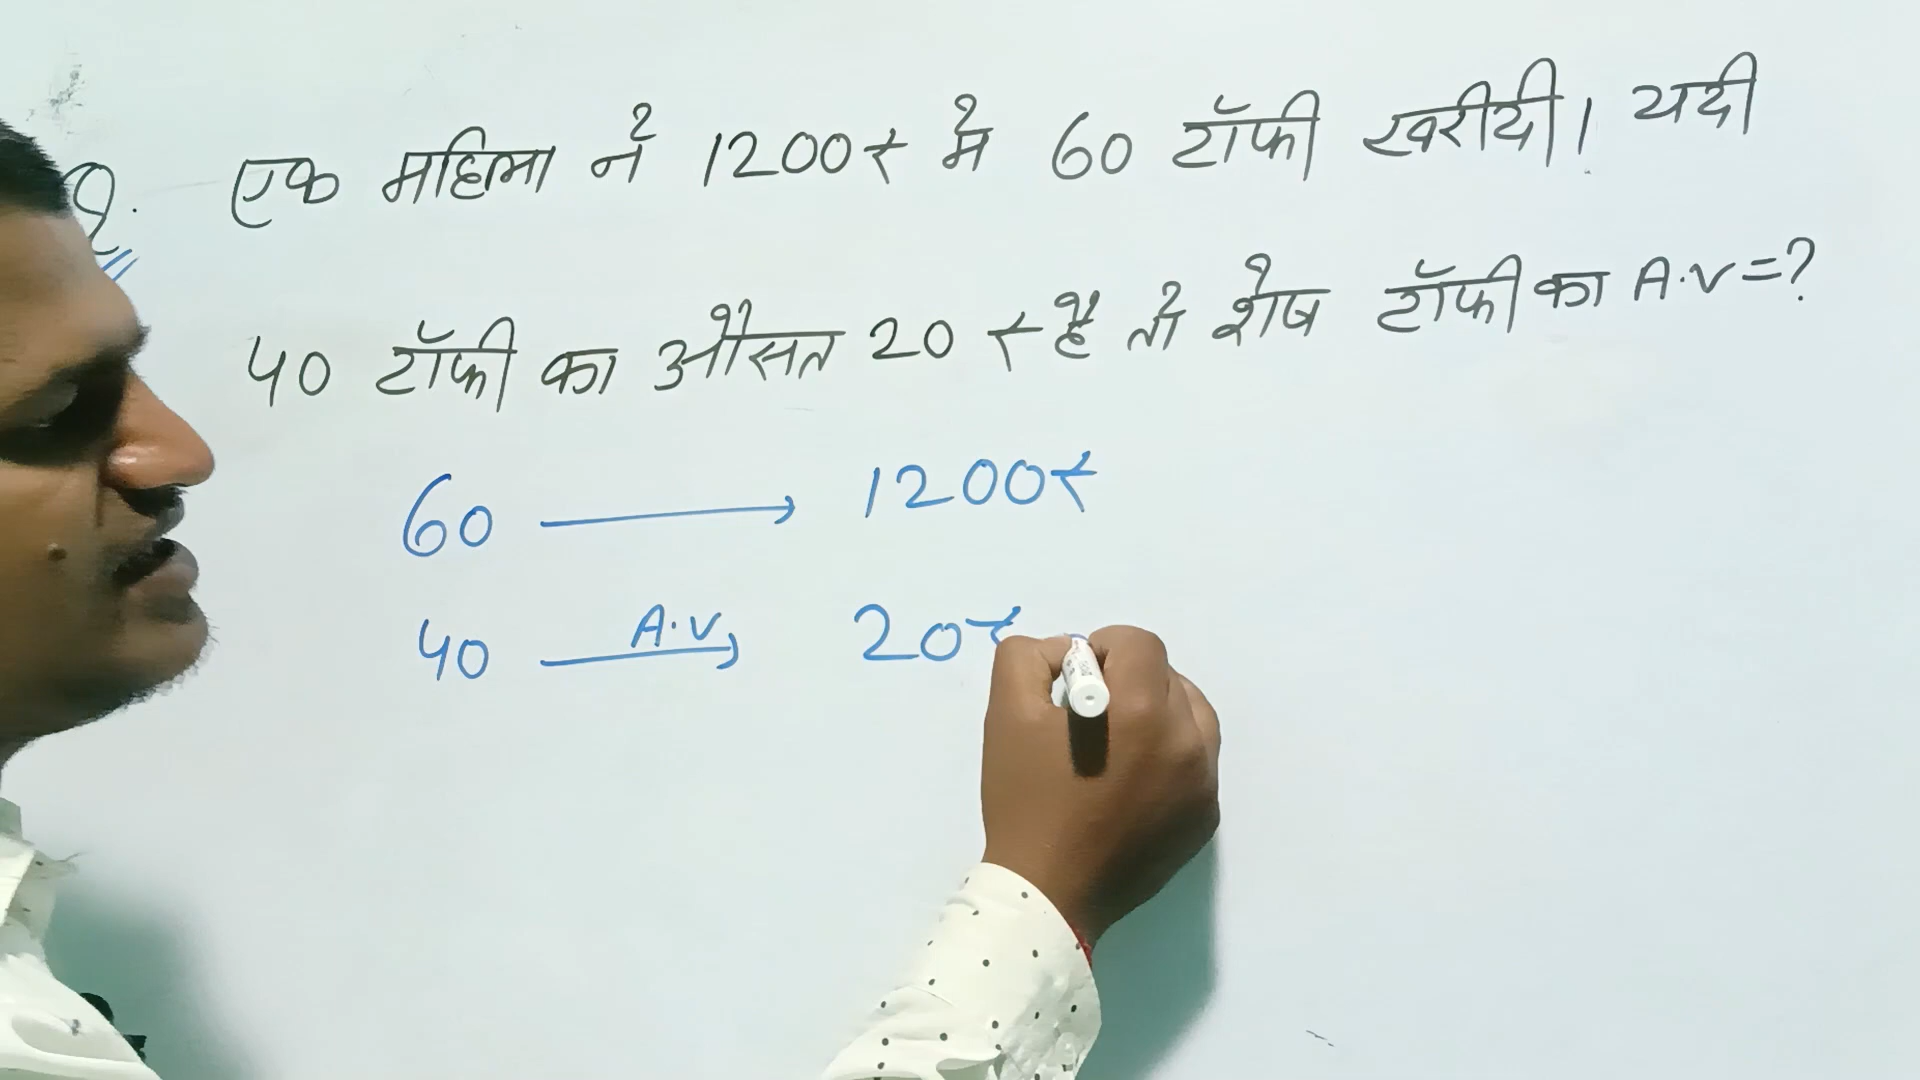 Q. एक महिला ने 1200₹ मे 60 टॉफी खरीदी। यदी
40 टॉफी का औसत 20 ₹ है तो शेष टॉफी का A.V=?
60 → 1200₹
40 A.V → 20₹